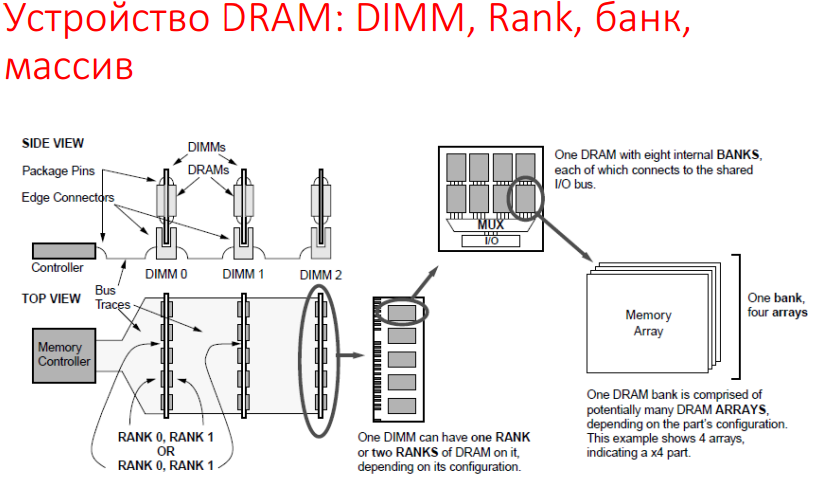 Устройство DRAM: DIMM, Rank, банк,
массив
SIDE VIEW
Package Pins
Edge Connectors
DIMMs
DRAMs
Controller
DIMM 0
DIMM 1
DIMM 2
TOP VIEW
Bus
Traces
Memory
Controller
RANK 0, RANK 1
OR
RANK 0, RANK 1
One DIMM can have one RANK
or two RANKS of DRAM on it,
depending on its configuration.
MUX
I/O
One DRAM with eight internal BANKS,
each of which connects to the shared
I/O bus.
Memory
Array
One bank,
four arrays
One DRAM bank is comprised of
potentially many DRAM ARRAYS,
depending on the part's configuration.
This example shows 4 arrays,
indicating a x4 part.